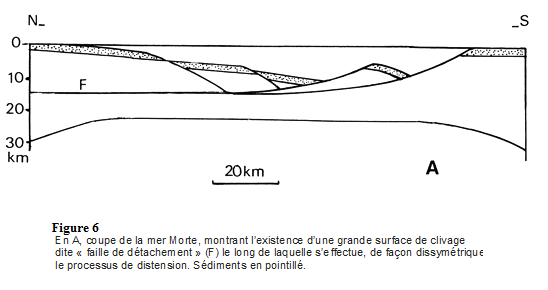 N_
_S
0
F
10
20
30
km
20km
A
Figure 6
En A, coupe de la mer Morte, montrant l'existence d'une grande surface de clivage
dite « faille de détachement » (F) le long de laquelle s'effectue, de façon dissymétrique
le processus de distension. Sédiments en pointillé.